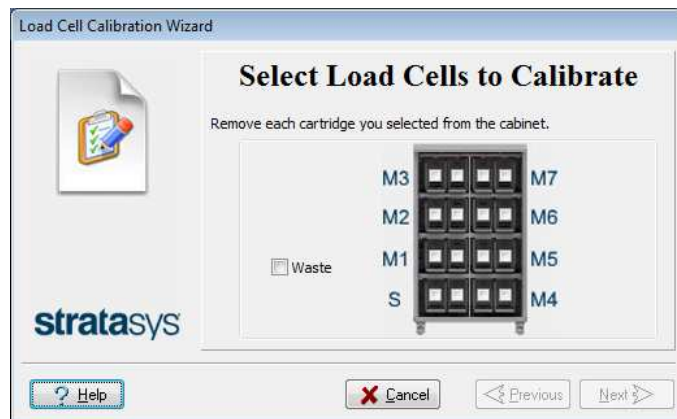 Load Cell Calibration Wizard
Select Load Cells to Calibrate
Remove each cartridge you selected from the cabinet.
M3 M7
M2 M6
Waste M1 M5
S M4
stratasys
? Help Cancel Previous Next